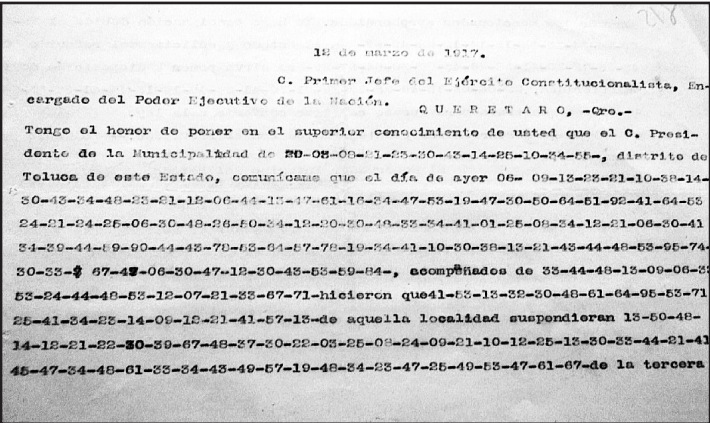 218
12 de marzo de 1917.
C. Primer Jefe del Ejército Constitucionalista, En-
cargado del Poder Ejecutivo de la Nación. QUERETARO, -Qro.-
Tengo el honor de poner en el superior conocimiento de usted que el C. Presi-
dente de la Municipalidad de 20-08-08-21-23-30-43-14-25-10-34-55-, distrito de
Toluca de este Estado, comunícame que el día de ayer 06- 09-13-23-21-10-38-14-
30-43-34-48-23-21-12-06-44-13-47-61-16-34-47-53-19-47-30-50-64-51-92-41-64-53
24-21-24-25-06-30-48-26-50-34-12-20-30-48-33-34-41-01-25-08-34-12-21-06-30-41
34-39-44-59-90-44-43-78-53-64-57-78-19-34-41-10-30-38-13-21-43-44-48-53-95-74-
30-33- 67-42-06-30-47-12-30-43-53-59-84-, acompañados de 33-44-48-13-09-06-
53-24-44-48-53-12-07-21-33-67-71-hicieron que41-53-13-32-30-48-61-64-95-53-71
25-41-34-23-14-09-12-21-41-57-13-de aquella localidad suspendieran 13-50-48-
14-12-21-22-30-39-67-48-37-30-22-03-25-08-24-09-21-10-12-25-13-30-33-44-21-41
45-47-34-48-61-33-34-43-49-57-19-48-34-23-47-25-49-53-47-61-67-de la tercera